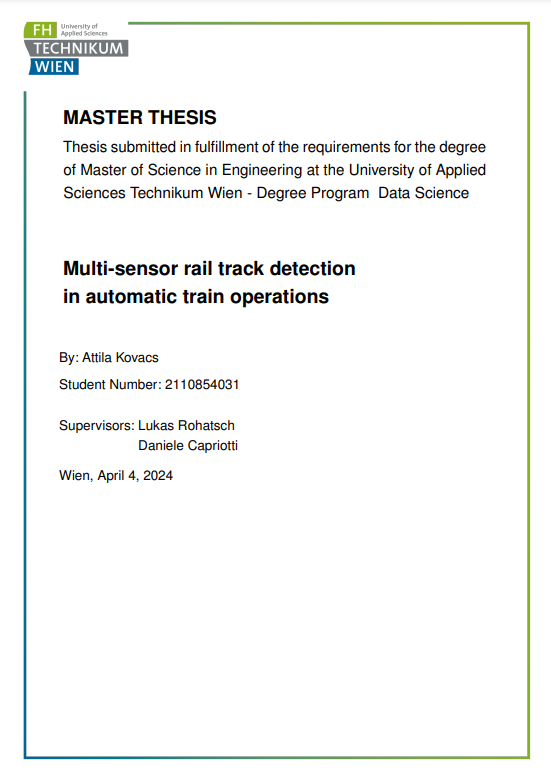 FH
University of
Applied Sciences
TECHNIKUM
WIEN
MASTER THESIS
Thesis submitted in fulfillment of the requirements for the degree
of Master of Science in Engineering at the University of Applied
Sciences Technikum Wien - Degree Program  Data Science
Multi-sensor rail track detection
in automatic train operations
By: Attila Kovacs
Student Number: 2110854031
Supervisors: Lukas Rohatsch
Daniele Capriotti
Wien, April 4, 2024